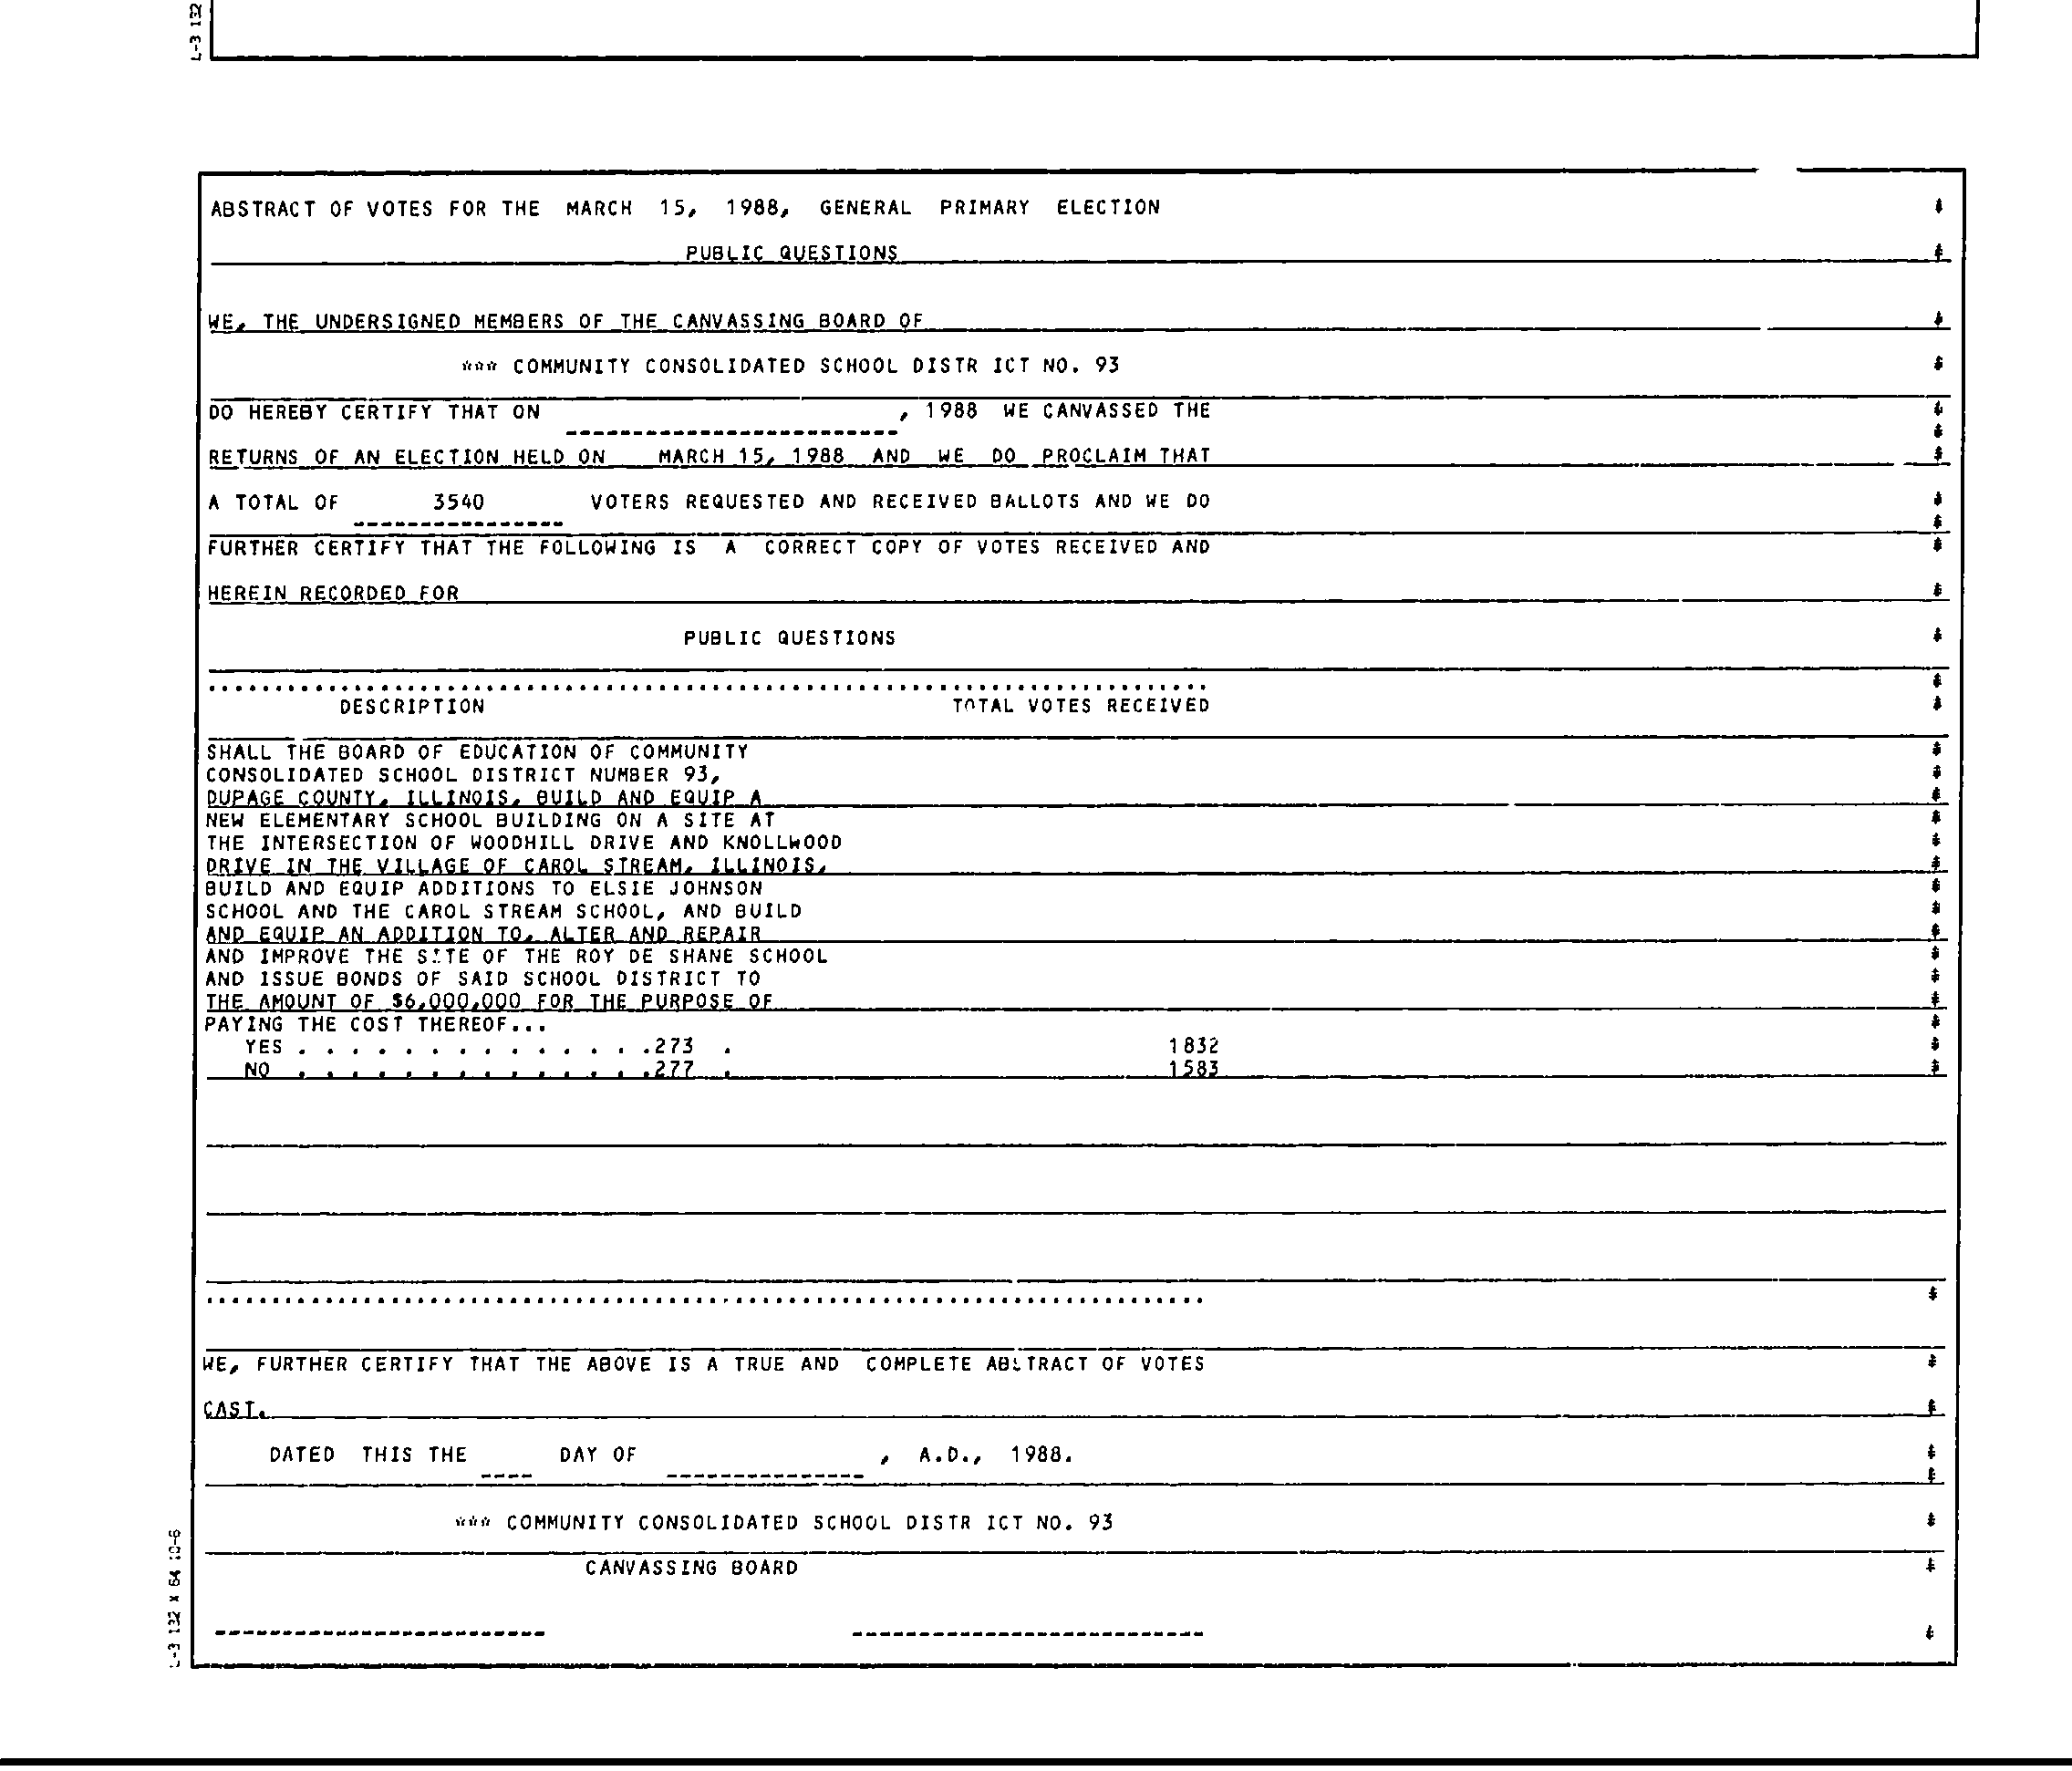 L-3 132
ABSTRACT OF VOTES FOR THE MARCH 15, 1988, GENERAL PRIMARY ELECTION
PUBLIC QUESTIONS
WE, THE UNDERSIGNED MEMBERS OF THE CANVASSING BOARD OF
*** COMMUNITY CONSOLIDATED SCHOOL DISTR ICT NO. 93
DO HEREBY CERTIFY THAT ON , 1988 WE CANVASSED THE
RETURNS OF AN ELECTION HELD ON MARCH 15, 1988 AND WE DO PROCLAIM THAT
A TOTAL OF 3540 VOTERS REQUESTED AND RECEIVED BALLOTS AND WE DO
FURTHER CERTIFY THAT THE FOLLOWING IS A CORRECT COPY OF VOTES RECEIVED AND
HEREIN RECORDED FOR
PUBLIC QUESTIONS
DESCRIPTION TOTAL VOTES RECEIVED
SHALL THE BOARD OF EDUCATION OF COMMUNITY
CONSOLIDATED SCHOOL DISTRICT NUMBER 93,
DUPAGE COUNTY, ILLINOIS, BUILD AND EQUIP A
NEW ELEMENTARY SCHOOL BUILDING ON A SITE AT
THE INTERSECTION OF WOODHILL DRIVE AND KNOLLWOOD
DRIVE IN THE VILLAGE OF CAROL STREAM, ILLINOIS,
BUILD AND EQUIP ADDITIONS TO ELSIE JOHNSON
SCHOOL AND THE CAROL STREAM SCHOOL, AND BUILD
AND EQUIP AN ADDITION TO, ALTER AND REPAIR
AND IMPROVE THE SITE OF THE ROY DE SHANE SCHOOL
AND ISSUE BONDS OF SAID SCHOOL DISTRICT TO
THE AMOUNT OF $6,000,000 FOR THE PURPOSE OF
PAYING THE COST THEREOF...
YES . . . . . . . . . . . . . .273 . 1832
NO . . . . . . . . . . . . . .277 . 1583
WE, FURTHER CERTIFY THAT THE ABOVE IS A TRUE AND COMPLETE ABSTRACT OF VOTES
CAST.
DATED THIS THE ---- DAY OF --------------- , A.D., 1988.
*** COMMUNITY CONSOLIDATED SCHOOL DISTR ICT NO. 93
CANVASSING BOARD
L-3 132 X 64 10-6